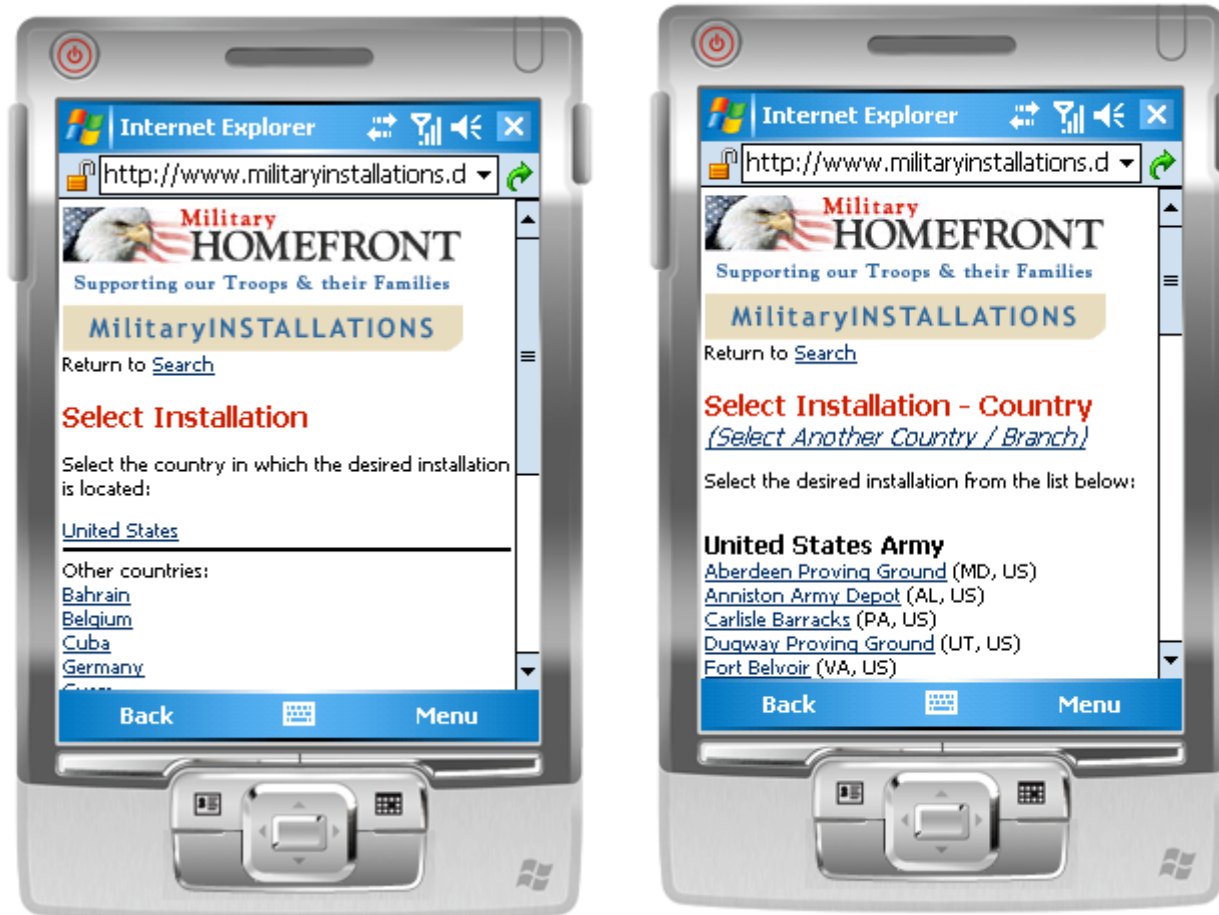 Internet Explorer
http://www.militaryinstallations.d
Military
HOMEFRONT
Supporting our Troops & their Families
MilitaryINSTALLATIONS
Return to Search
Select Installation
Select the country in which the desired installation
is located:
United States
Other countries:
Bahrain
Belgium
Cuba
Germany
Back
Menu
Internet Explorer
http://www.militaryinstallations.d
Military
HOMEFRONT
Supporting our Troops & their Families
MilitaryINSTALLATIONS
Return to Search
Select Installation - Country
(Select Another Country / Branch)
Select the desired installation from the list below:
United States Army
Aberdeen Proving Ground (MD, US)
Anniston Army Depot (AL, US)
Carlisle Barracks (PA, US)
Dugway Proving Ground (UT, US)
Fort Belvoir (VA, US)
Back
Menu